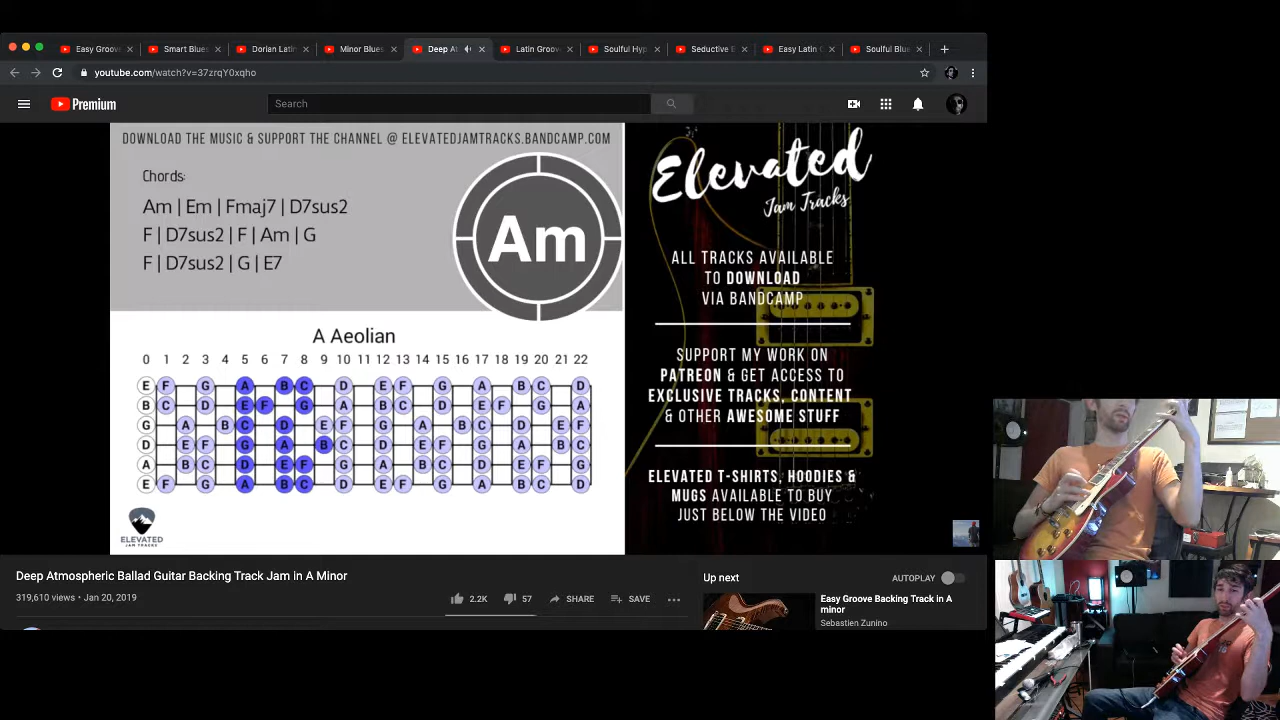 Easy Groove
Smart Blues
Dorian Latin
Minor Blues
Deep At
Latin Groov
Soulful Hyp
Seductive B
Easy Latin G
Soulful Blue
youtube.com/watch?v=37zrqY0xqho
Premium
Search
DOWNLOAD THE MUSIC & SUPPORT THE CHANNEL @ ELEVATEDJAMTRACKS.BANDCAMP.COM
Chords:
Am | Em | Fmaj7 | D7sus2
F | D7sus2 | F | Am | G
F | D7sus2 | G | E7
Am
A Aeolian
0 1 2 3 4 5 6 7 8 9 10 11 12 13 14 15 16 17 18 19 20 21 22
E F G A B C D E F G A B C D
B C D E F G A B C D E F G A
G A B C D E F G A B C D E F
D E F G A B C D E F G A B C
A B C D E F G A B C D E F G
E F G A B C D E F G A B C D
ELEVATED
JAM TRACKS
Elevated
Jam Tracks
ALL TRACKS AVAILABLE
TO DOWNLOAD
VIA BANDCAMP
SUPPORT MY WORK ON
PATREON & GET ACCESS TO
EXCLUSIVE TRACKS, CONTENT
& OTHER AWESOME STUFF
ELEVATED T-SHIRTS, HOODIES &
MUGS AVAILABLE TO BUY
JUST BELOW THE VIDEO
Deep Atmospheric Ballad Guitar Backing Track Jam in A Minor
319,610 views • Jan 20, 2019
2.2K
57
SHARE
SAVE
Up next
AUTOPLAY
Easy Groove Backing Track in A
minor
Sebastien Zunino